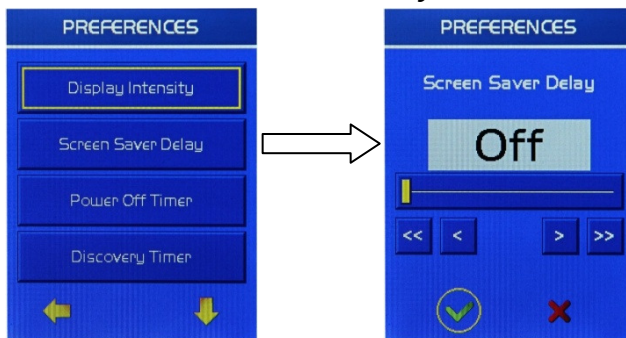 PREFERENCES
Display Intensity
Screen Saver Delay
Power Off Timer
Discovery Timer
PREFERENCES
Screen Saver Delay
Off
<< < > >>